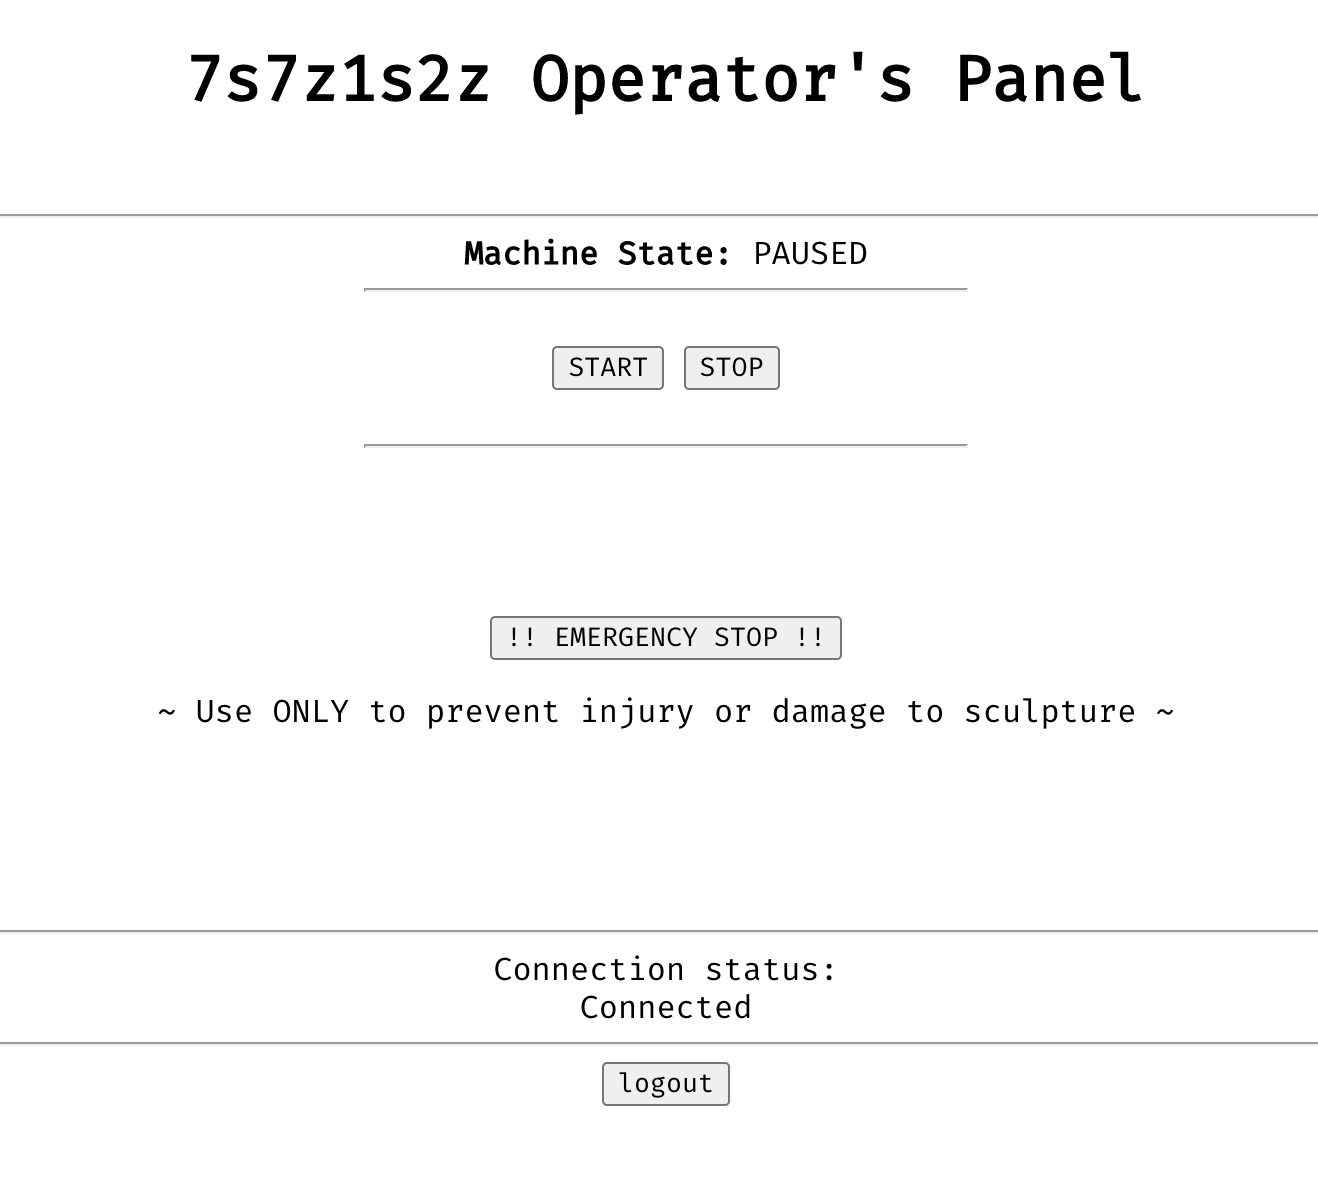 7s7z1s2z Operator's Panel
Machine State: PAUSED
START STOP
!! EMERGENCY STOP !!
~ Use ONLY to prevent injury or damage to sculpture ~
Connection status:
Connected
logout